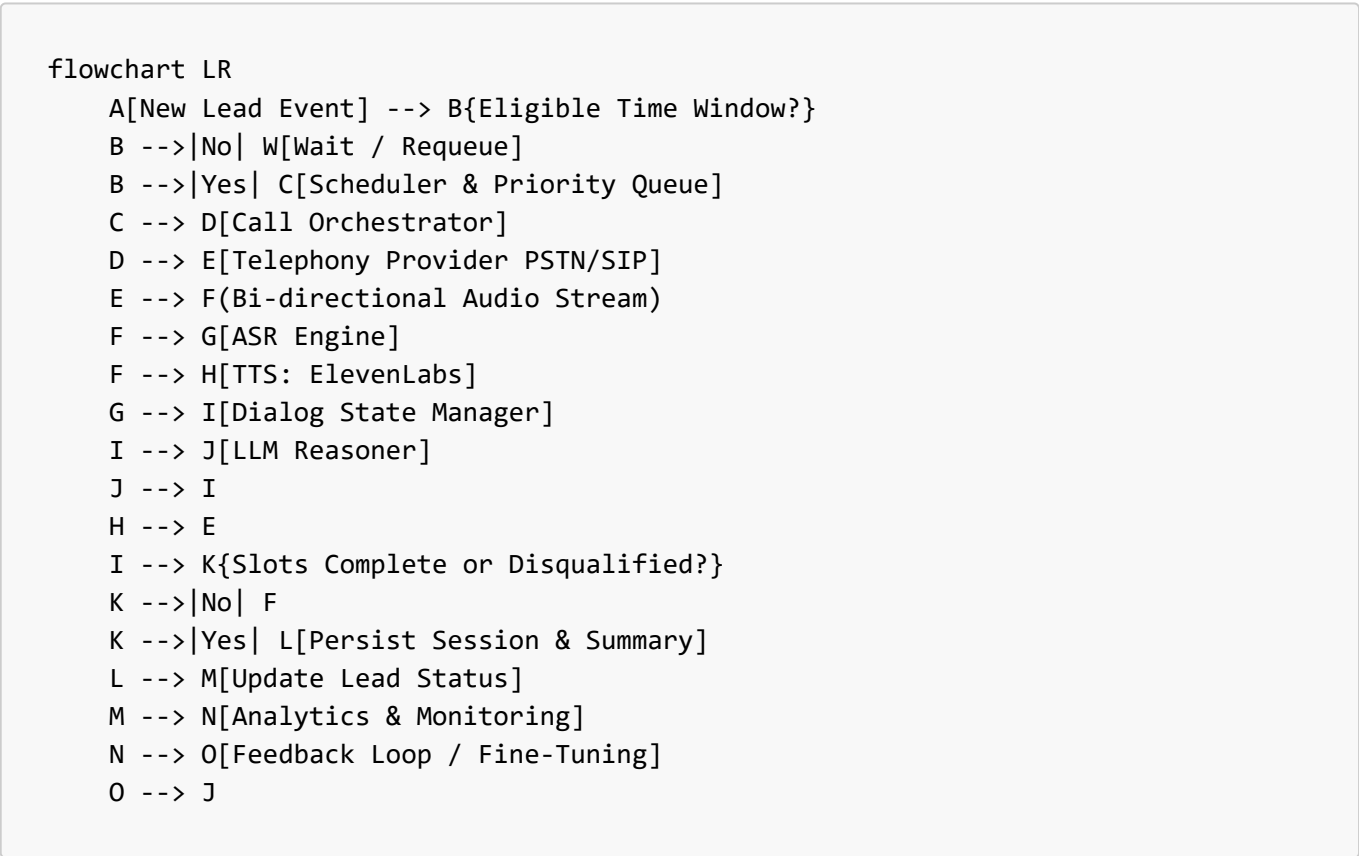 flowchart LR
A[New Lead Event] --> B{Eligible Time Window?}
B -->|No| W[Wait / Requeue]
B -->|Yes| C[Scheduler & Priority Queue]
C --> D[Call Orchestrator]
D --> E[Telephony Provider PSTN/SIP]
E --> F(Bi-directional Audio Stream)
F --> G[ASR Engine]
F --> H[TTS: ElevenLabs]
G --> I[Dialog State Manager]
I --> J[LLM Reasoner]
J --> I
H --> E
I --> K{Slots Complete or Disqualified?}
K -->|No| F
K -->|Yes| L[Persist Session & Summary]
L --> M[Update Lead Status]
M --> N[Analytics & Monitoring]
N --> O[Feedback Loop / Fine-Tuning]
O --> J